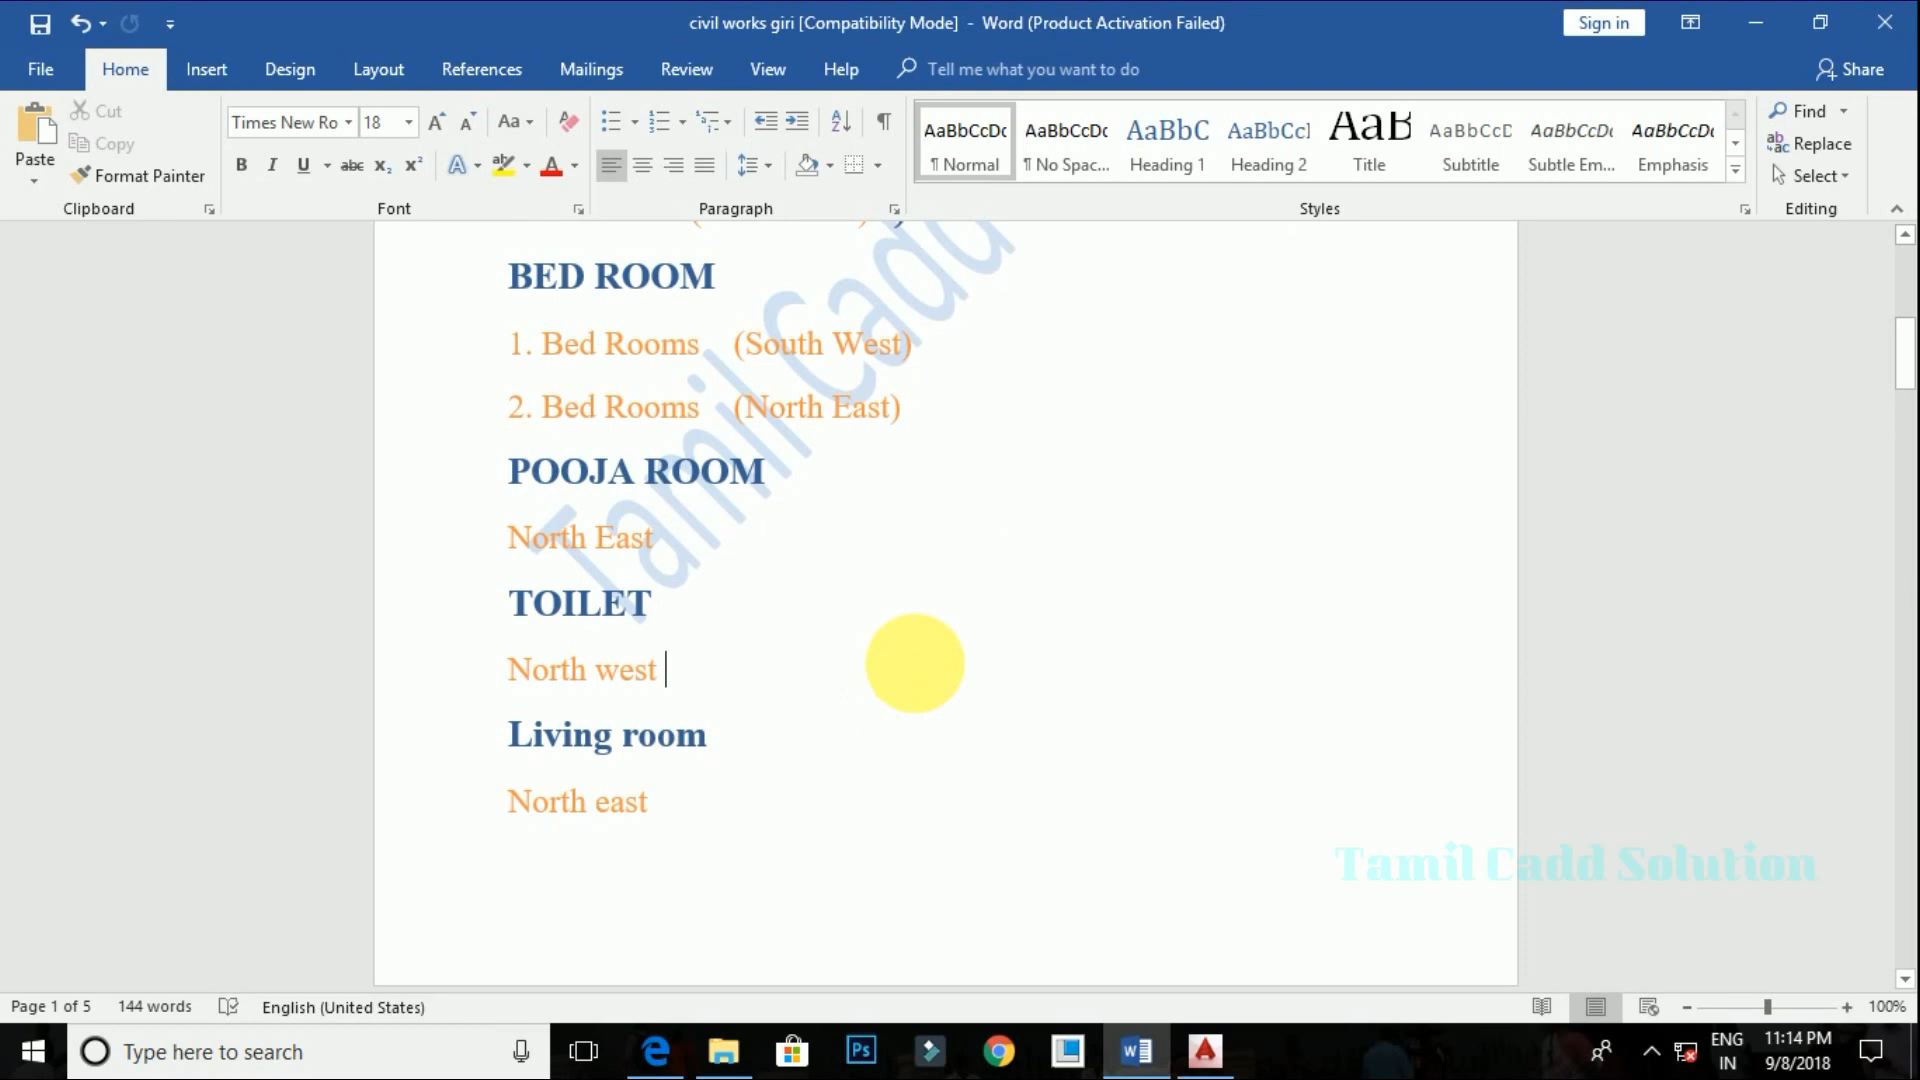 civil works giri [Compatibility Mode] - Word (Product Activation Failed)
Sign in
File Home Insert Design Layout References Mailings Review View Help Tell me what you want to do Share
Paste
Cut
Copy
Format Painter
Clipboard
Times New Ro 18
Font
Paragraph
AaBbCcDc AaBbCcDc AaBbC AaBbCcI AaB AaBbCcD AaBbCcDc AaBbCcDc
¶ Normal ¶ No Spac... Heading 1 Heading 2 Title Subtitle Subtle Em... Emphasis
Styles
Find
Replace
Select
Editing
BED ROOM
1. Bed Rooms (South West)
2. Bed Rooms (North East)
POOJA ROOM
North East
TOILET
North west
Living room
North east
Tamil Cadd
Tamil Cadd Solution
Page 1 of 5 144 words English (United States) 100%
Type here to search
Ps
ENG
IN
11:14 PM
9/8/2018